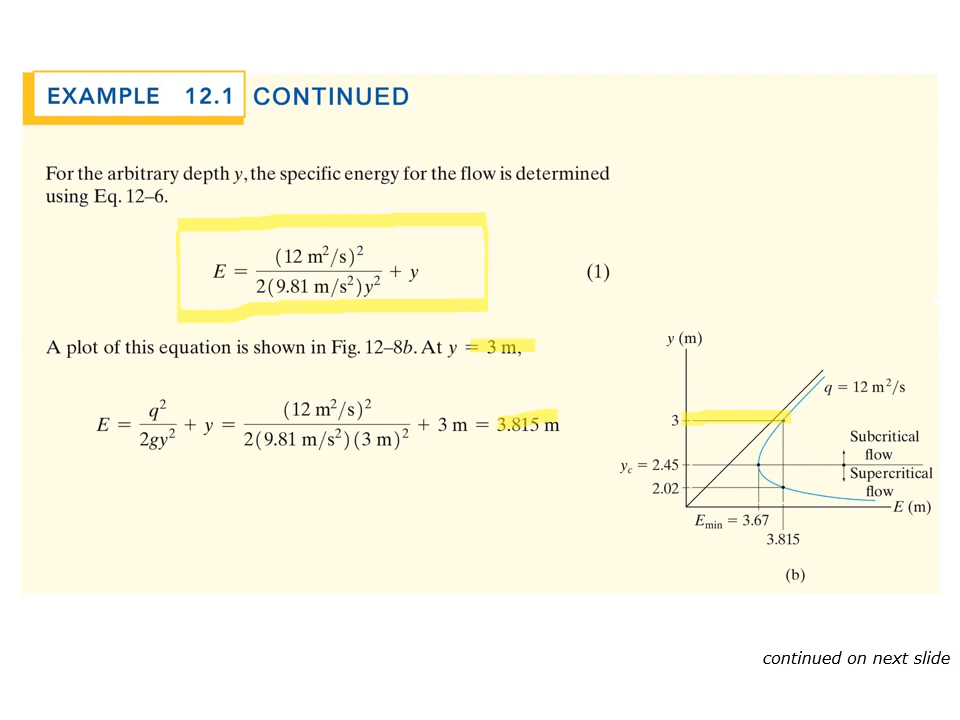 EXAMPLE 12.1 CONTINUED
For the arbitrary depth y, the specific energy for the flow is determined
using Eq. 12–6.
E = (12 m²/s)² / 2(9.81 m/s²)y² + y (1)
A plot of this equation is shown in Fig. 12–8b. At y = 3 m,
E = q² / 2gy² + y = (12 m²/s)² / 2(9.81 m/s²)(3 m)² + 3 m = 3.815 m
y (m)
q = 12 m²/s
3
Subcritical
flow
y_c = 2.45
Supercritical
2.02
flow
E (m)
E_min = 3.67
3.815
(b)
continued on next slide